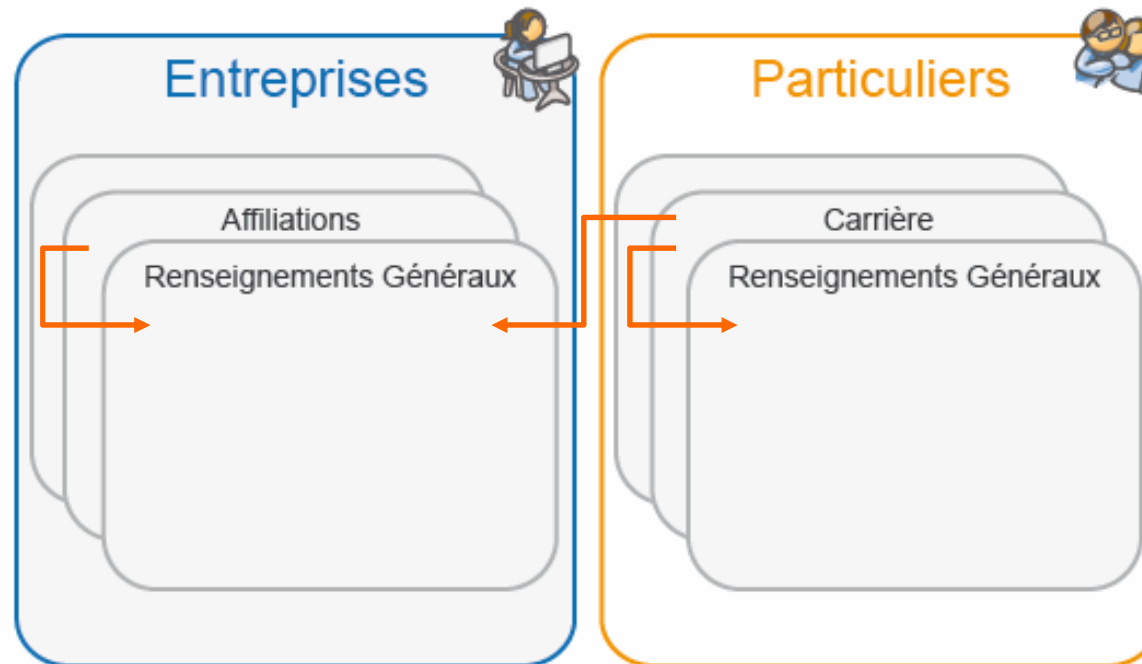 Entreprises
Particuliers
Affiliations
Carrière
Renseignements Généraux
Renseignements Généraux